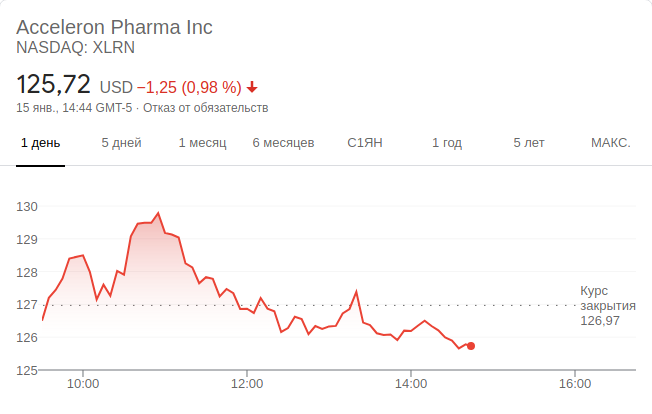 Acceleron Pharma Inc
NASDAQ: XLRN
125,72 USD −1,25 (0,98 %)
15 янв., 14:44 GMT-5 · Отказ от обязательств
1 день 5 дней 1 месяц 6 месяцев С1ЯН 1 год 5 лет МАКС.
130
129
128
127
126
125
Курс
закрытия
126,97
10:00 12:00 14:00 16:00